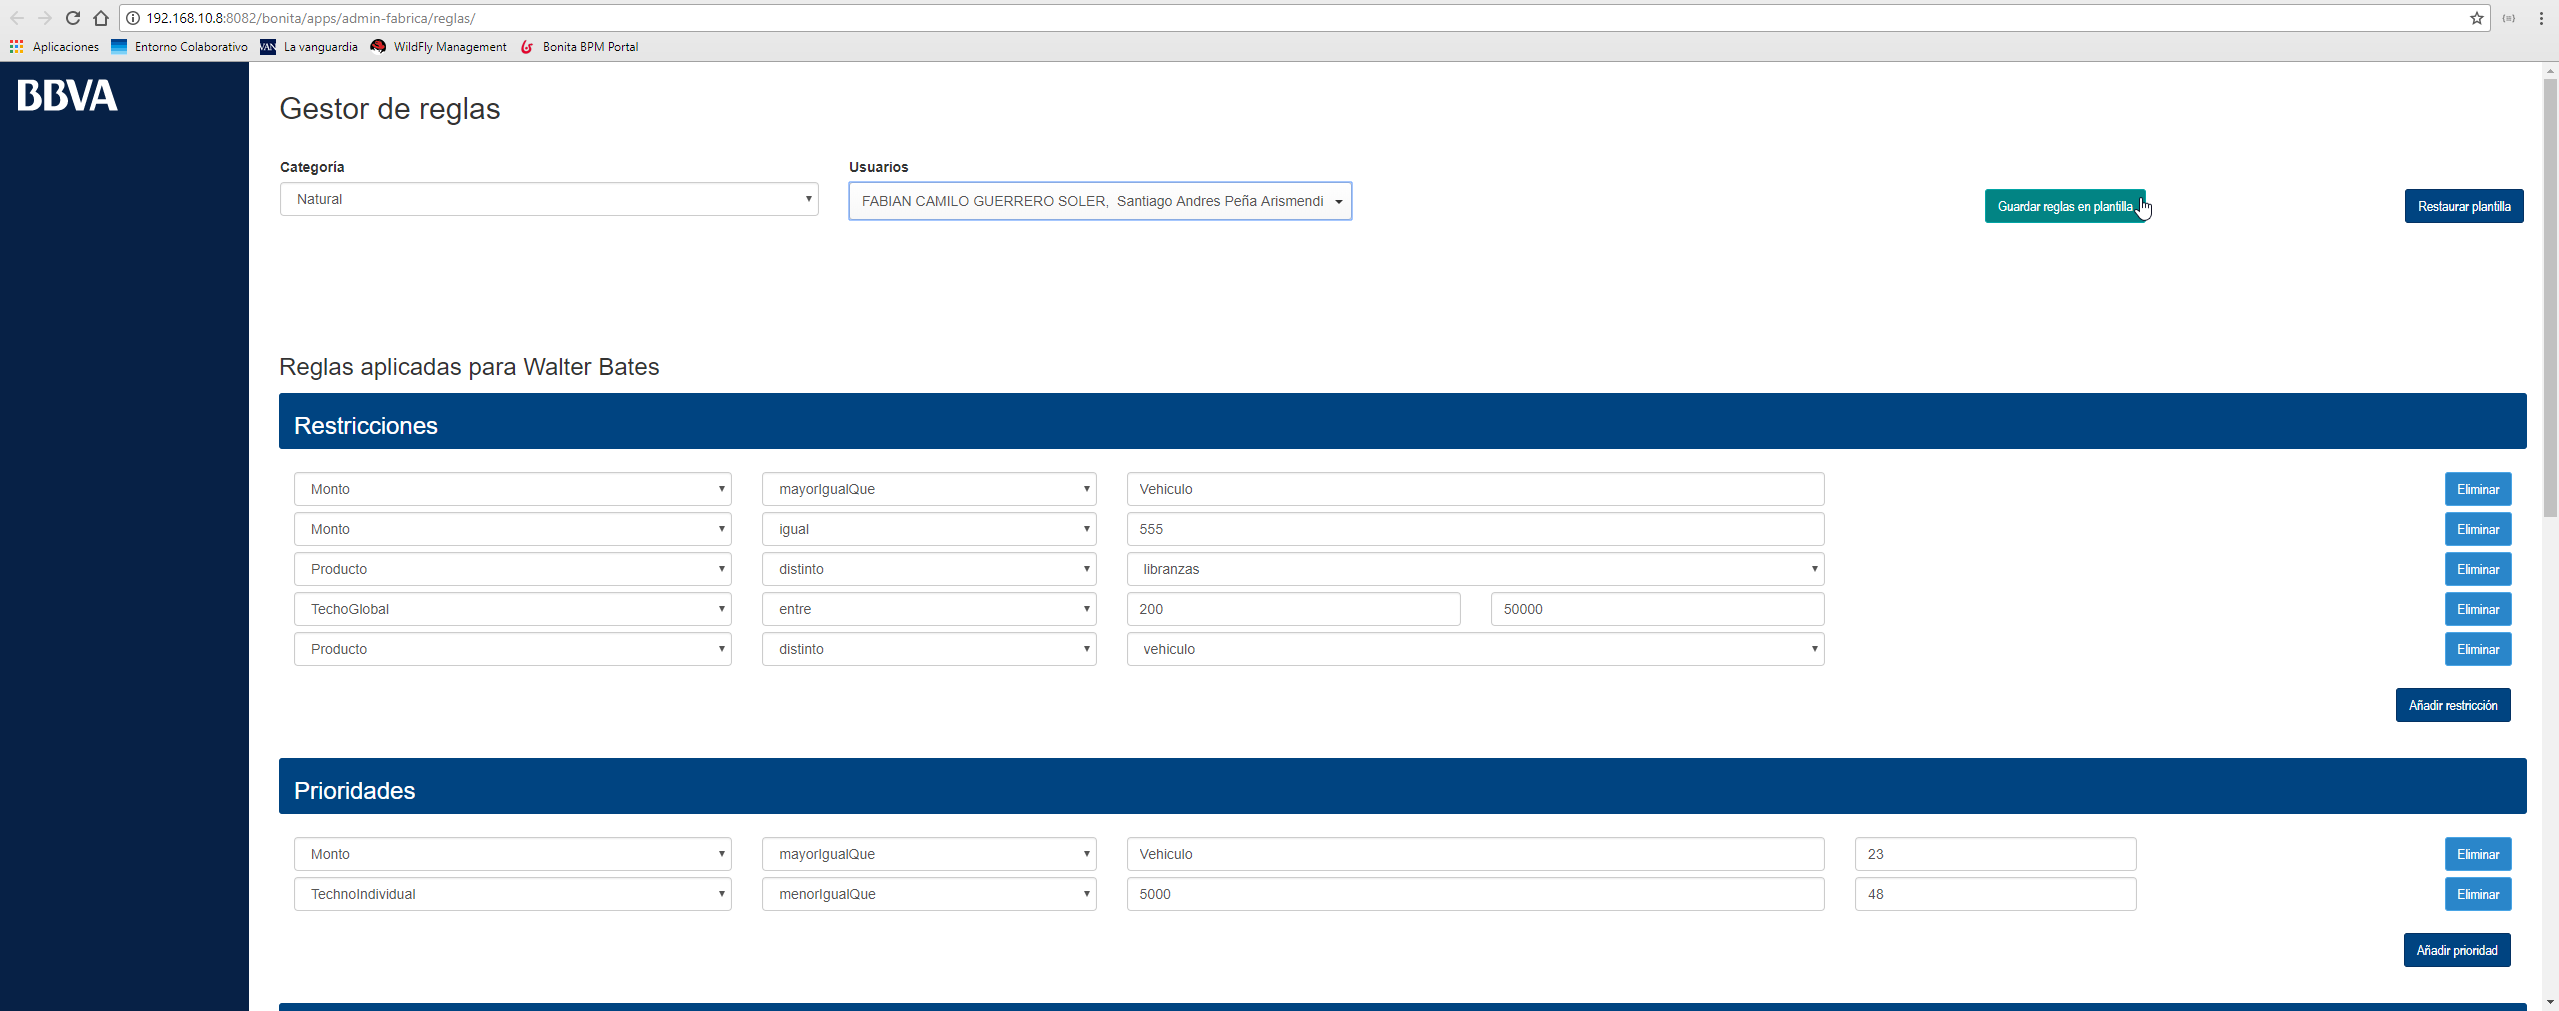 192.168.10.8:8082/bonita/apps/admin-fabrica/reglas/
Aplicaciones Entorno Colaborativo VAN La vanguardia WildFly Management Bonita BPM Portal
BBVA
Gestor de reglas
Categoría Usuarios
Natural FABIAN CAMILO GUERRERO SOLER, Santiago Andres Peña Arismendi Guardar reglas en plantilla Restaurar plantilla
Reglas aplicadas para Walter Bates
Restricciones
Monto mayorIgualQue Vehiculo Eliminar
Monto igual 555 Eliminar
Producto distinto libranzas Eliminar
TechoGlobal entre 200 50000 Eliminar
Producto distinto vehiculo Eliminar
Añadir restricción
Prioridades
Monto mayorIgualQue Vehiculo 23 Eliminar
TechnoIndividual menorIgualQue 5000 48 Eliminar
Añadir prioridad